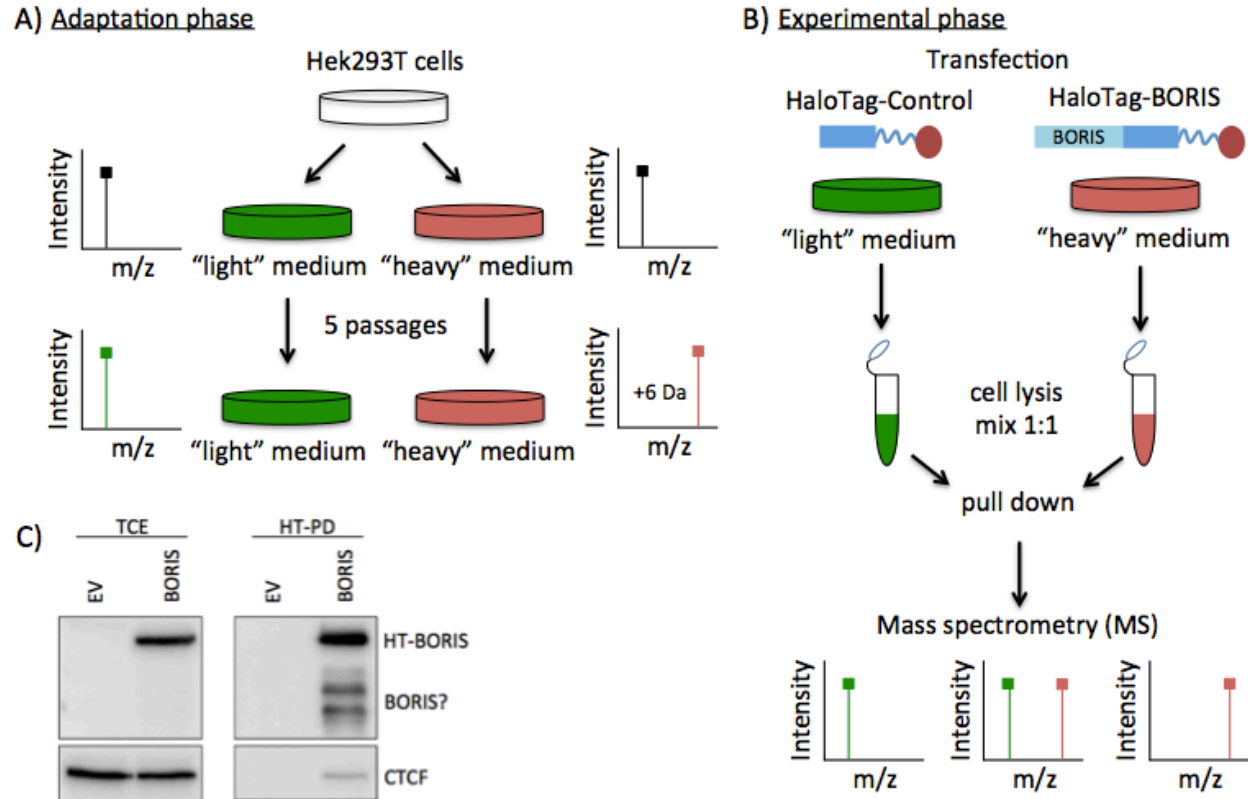 A) Adaptation phase
Hek293T cells
Intensity
m/z
"light" medium
"heavy" medium
Intensity
m/z
5 passages
Intensity
m/z
"light" medium
"heavy" medium
Intensity
+6 Da
m/z
B) Experimental phase
Transfection
HaloTag-Control
HaloTag-BORIS
BORIS
"light" medium
"heavy" medium
cell lysis
mix 1:1
pull down
Mass spectrometry (MS)
Intensity
m/z
Intensity
m/z
Intensity
m/z
C)
TCE
HT-PD
EV
BORIS
EV
BORIS
HT-BORIS
BORIS?
CTCF